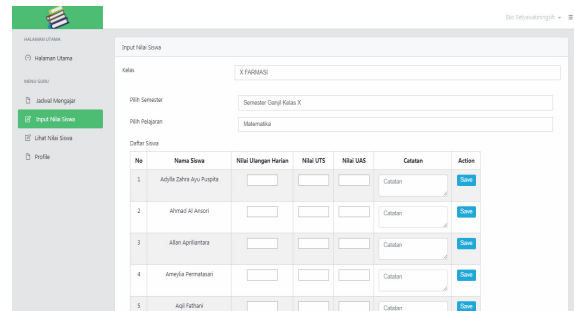 Eko Setyawatiningsih
HALAMAN UTAMA
Halaman Utama
MENU GURU
Jadwal Mengajar
Input Nilai Siswa
Lihat Nilai Siswa
Profile
Input Nilai Siswa
Kelas
X FARMASI
Pilih Semester
Semester Ganjil Kelas X
Pilih Pelajaran
Matematika
Daftar Siswa
No Nama Siswa Nilai Ulangan Harian Nilai UTS Nilai UAS Catatan Action
1 Adylla Zahra Ayu Puspita Catatan Save
2 Ahmad Al Ansori Catatan Save
3 Allan Apriliantara Catatan Save
4 Ameylia Permatasari Catatan Save
5 Aqil Fathani Catatan Save